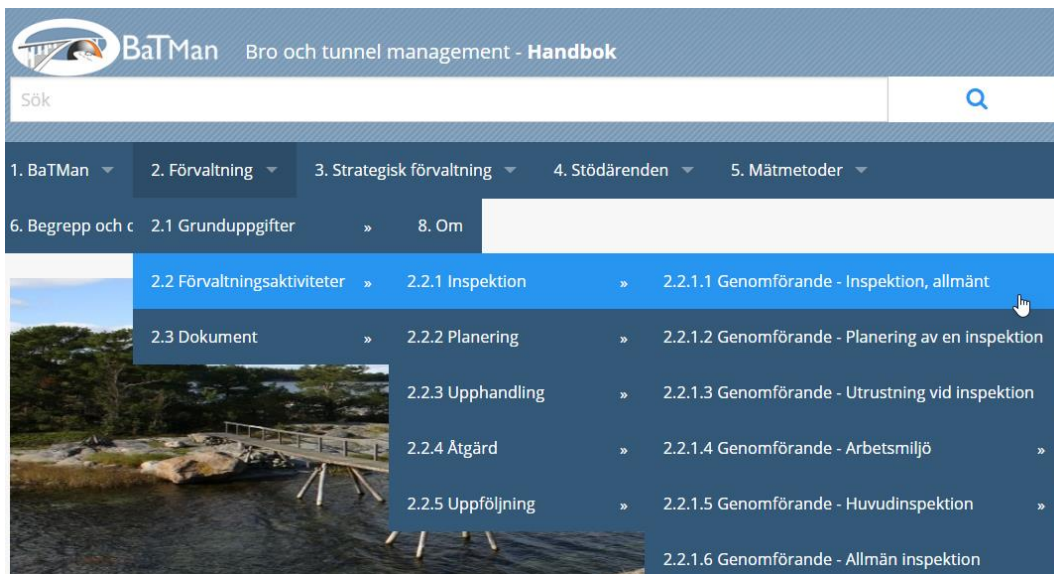 BaTMan Bro och tunnel management - Handbok
Sök
1. BaTMan 2. Förvaltning 3. Strategisk förvaltning 4. Stödärenden 5. Mätmetoder
6. Begrepp och 2.1 Grunduppgifter » 8. Om
2.2 Förvaltningsaktiviteter » 2.2.1 Inspektion » 2.2.1.1 Genomförande - Inspektion, allmänt
2.3 Dokument » 2.2.2 Planering » 2.2.1.2 Genomförande - Planering av en inspektion
2.2.3 Upphandling » 2.2.1.3 Genomförande - Utrustning vid inspektion
2.2.4 Åtgärd » 2.2.1.4 Genomförande - Arbetsmiljö »
2.2.5 Uppföljning » 2.2.1.5 Genomförande - Huvudinspektion »
2.2.1.6 Genomförande - Allmän inspektion